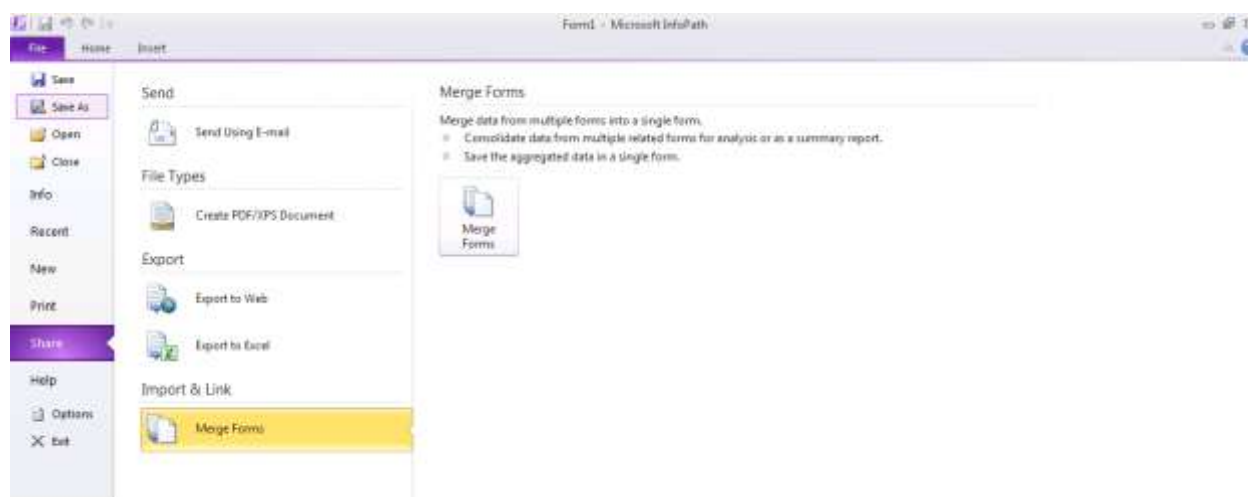 Form1 - Microsoft InfoPath
File Home Insert
Save
Save As
Open
Close
Info
Recent
New
Print
Share
Help
Options
Exit
Send
Send Using E-mail
File Types
Create PDF/XPS Document
Export
Export to Web
Export to Excel
Import & Link
Merge Forms
Merge Forms
Merge data from multiple forms into a single form.
Consolidate data from multiple related forms for analysis or as a summary report.
Save the aggregated data in a single form.
Merge
Forms